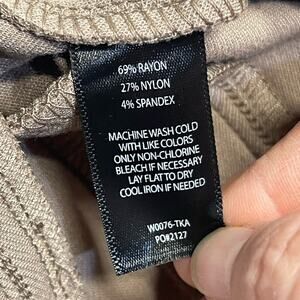 69% RAYON
27% NYLON
4% SPANDEX
MACHINE WASH COLD
WITH LIKE COLORS
ONLY NON-CHLORINE
BLEACH IF NECESSARY
LAY FLAT TO DRY
COOL IRON IF NEEDED
W0076-TKA
PO#2127